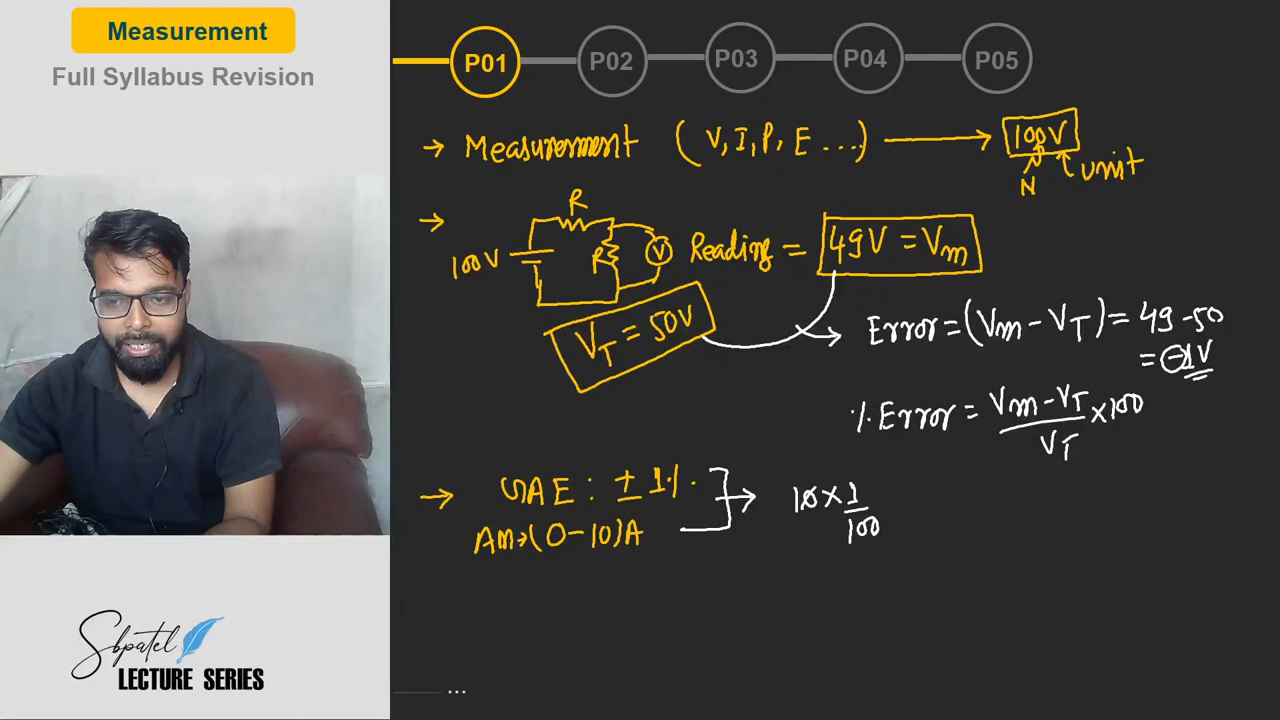 Measurement
Full Syllabus Revision
P01 P02 P03 P04 P05
→ Measurement (V, I, P, E ...) → 100V
N unit
→ R
100V R V Reading = 49V = Vm
VT = 50V
Error = (Vm - VT) = 49 - 50
= -1V
% Error = Vm - VT / VT × 100
→ GAE : ± 1%.
Am→(0-10)A
10 × 1/100
Sbpatel
LECTURE SERIES
...